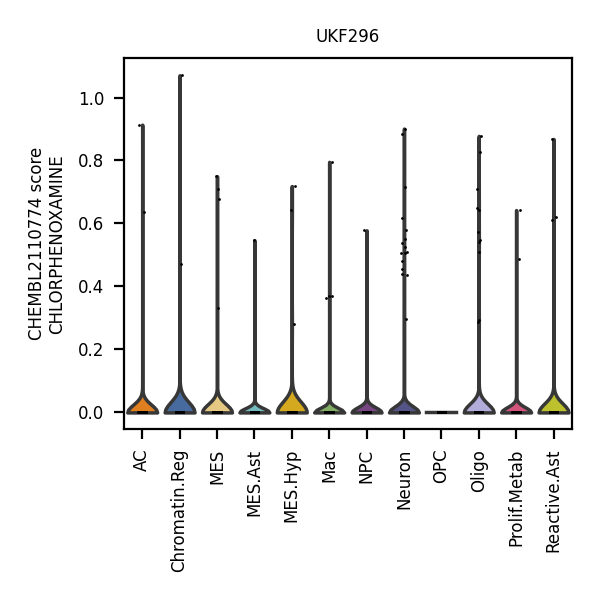 UKF296
CHEMBL2110774 score
CHLORPHENOXAMINE
1.0
0.8
0.6
0.4
0.2
0.0
AC
Chromatin.Reg
MES
MES.Ast
MES.Hyp
Mac
NPC
Neuron
OPC
Oligo
Prolif.Metab
Reactive.Ast